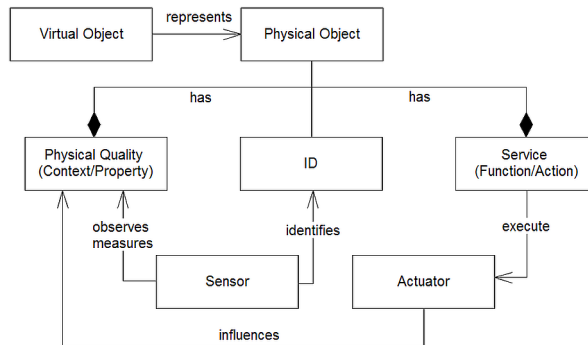 represents
Virtual Object
Physical Object
has
has
Physical Quality
(Context/Property)
ID
Service
(Function/Action)
observes
measures
identifies
execute
Sensor
Actuator
influences